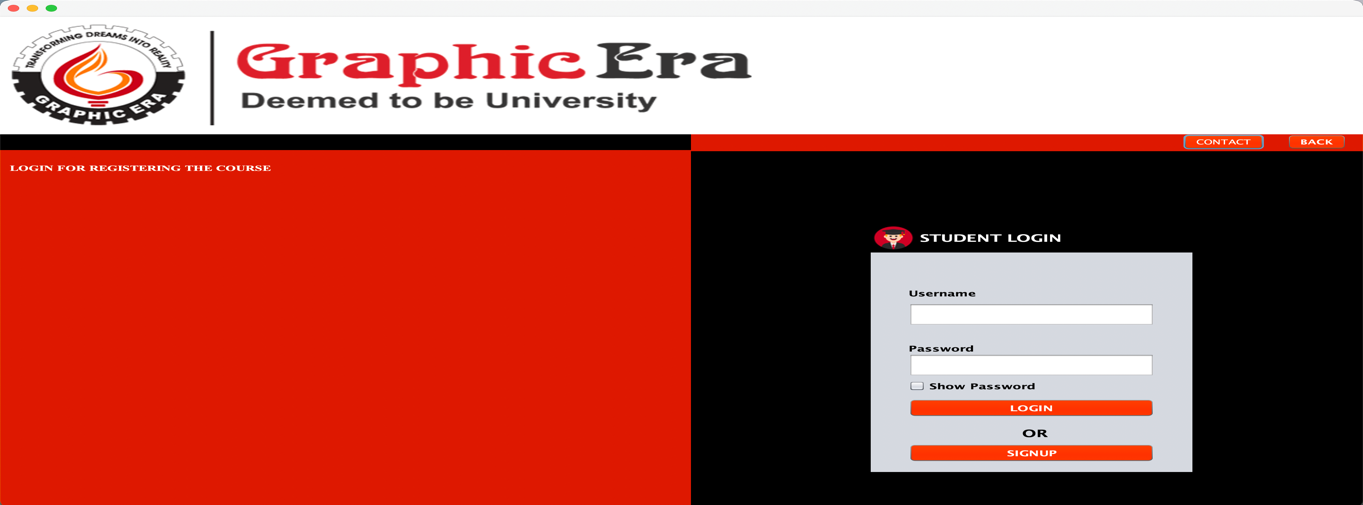 TRANSFORMING DREAMS INTO REALITY
GRAPHIC ERA
Graphic Era
Deemed to be University
CONTACT
BACK
LOGIN FOR REGISTERING THE COURSE
STUDENT LOGIN
Username
Password
Show Password
LOGIN
OR
SIGNUP